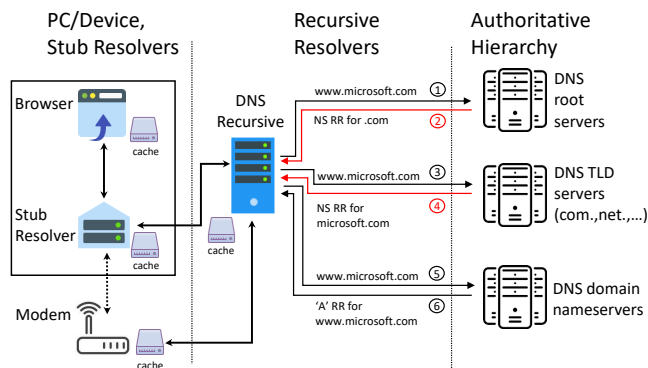 PC/Device,
Stub Resolvers
Recursive
Resolvers
Authoritative
Hierarchy
Browser
cache
Stub
Resolver
cache
Modem
cache
DNS
Recursive
cache
www.microsoft.com 1
NS RR for .com 2
www.microsoft.com 3
NS RR for 4
microsoft.com
www.microsoft.com 5
‘A’ RR for 6
www.microsoft.com
DNS
root
servers
DNS TLD
servers
(com.,net.,...)
DNS domain
nameservers